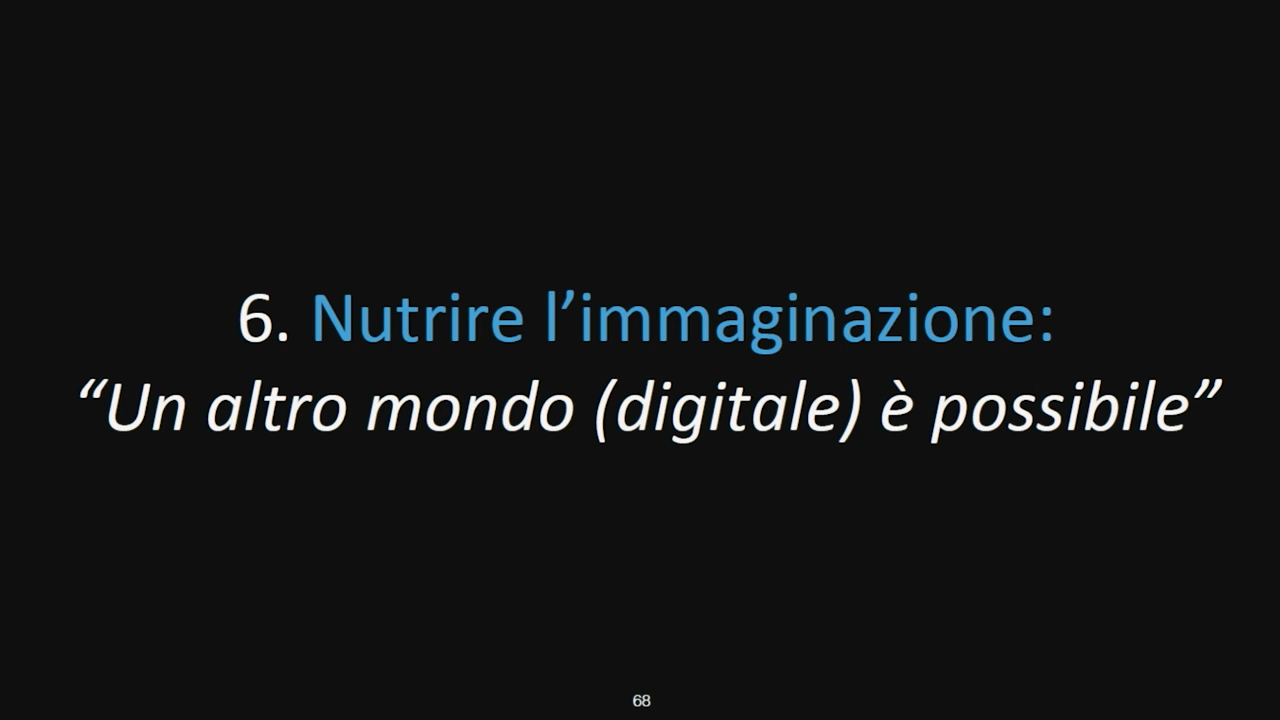 6. Nutrire l’immaginazione:
“Un altro mondo (digitale) è possibile”
68